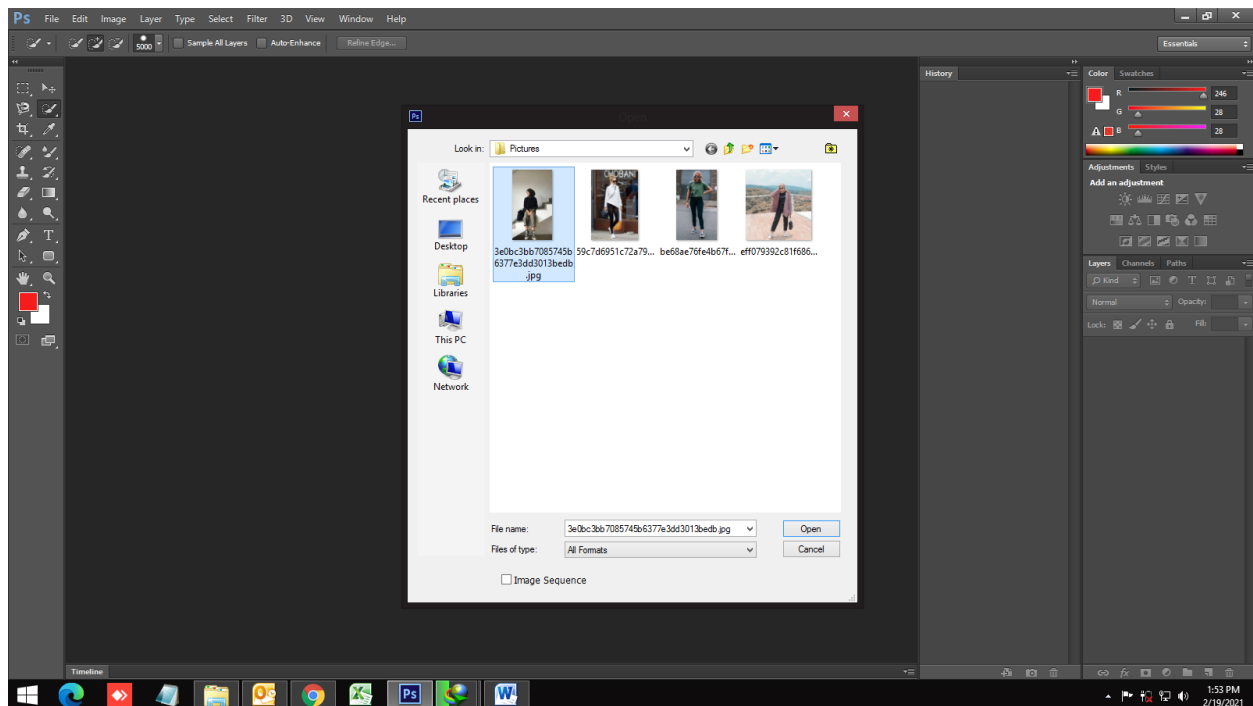 Ps File Edit Image Layer Type Select Filter 3D View Window Help
5000 Sample All Layers Auto-Enhance Refine Edge... Essentials
History
Color Swatches
R 246
G 28
B 28
Adjustments Styles
Add an adjustment
Layers Channels Paths
Kind
Normal Opacity:
Lock: Fill:
Ps Open
Look in: Pictures
Recent places
Desktop
Libraries
This PC
Network
CHOBANI
3e0bc3bb7085745b
6377e3dd3013bedb
.jpg
59c7d6951c72a79...
be68ae76fe4b67f...
eff079392c81f686...
File name: 3e0bc3bb7085745b6377e3dd3013bedb.jpg Open
Files of type: All Formats Cancel
Image Sequence
Timeline
Ps
1:53 PM
2/19/2021